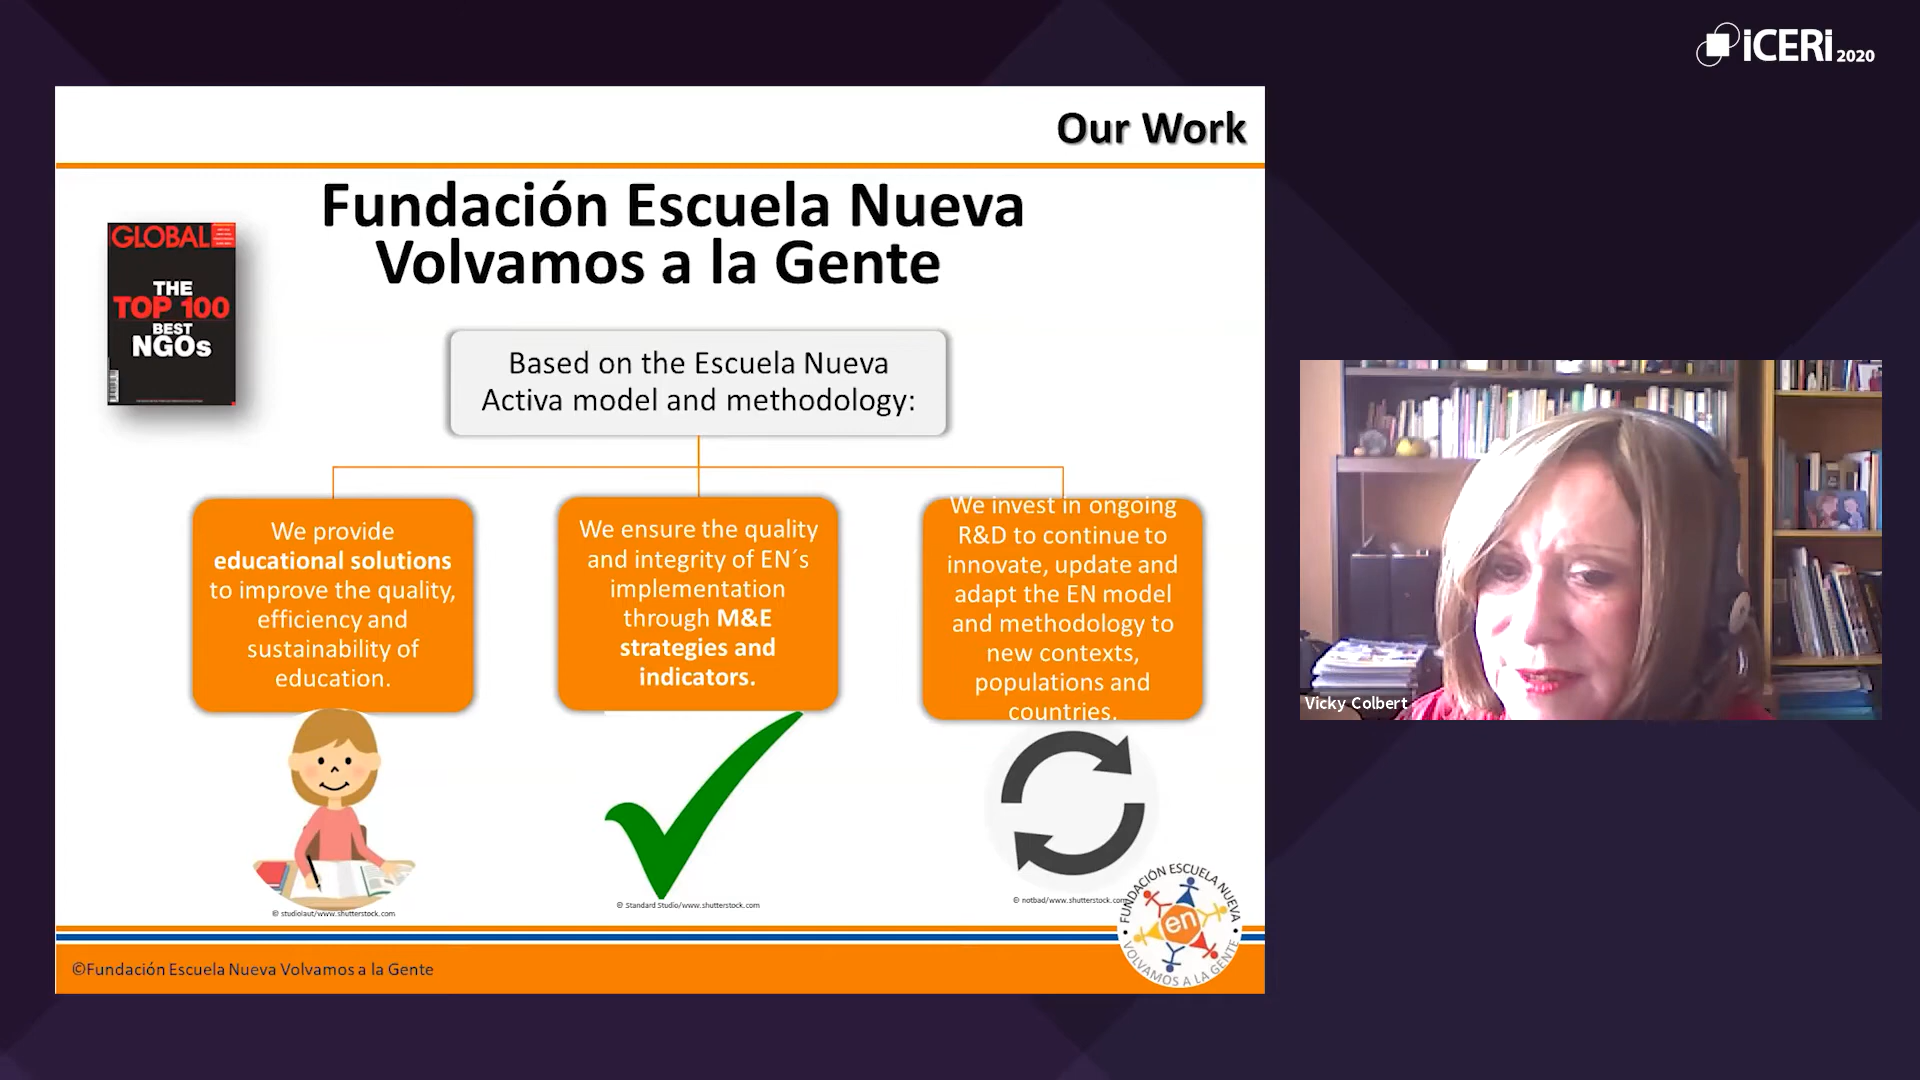 iCERi 2020
Our Work
Fundación Escuela Nueva
Volvamos a la Gente
GLOBAL
THE
TOP 100
BEST
NGOs
Based on the Escuela Nueva
Activa model and methodology:
We provide
educational solutions
to improve the quality,
efficiency and
sustainability of
education.
We ensure the quality
and integrity of EN´s
implementation
through M&E
strategies and
indicators.
We invest in ongoing
R&D to continue to
innovate, update and
adapt the EN model
and methodology to
new contexts,
populations and
countries.
Vicky Colbert
© studiolaut/www.shutterstock.com
© Standard Studio/www.shutterstock.com
© notbad/www.shutterstock.com
FUNDACIÓN ESCUELA NUEVA
en
VOLVAMOS A LA GENTE
©Fundación Escuela Nueva Volvamos a la Gente